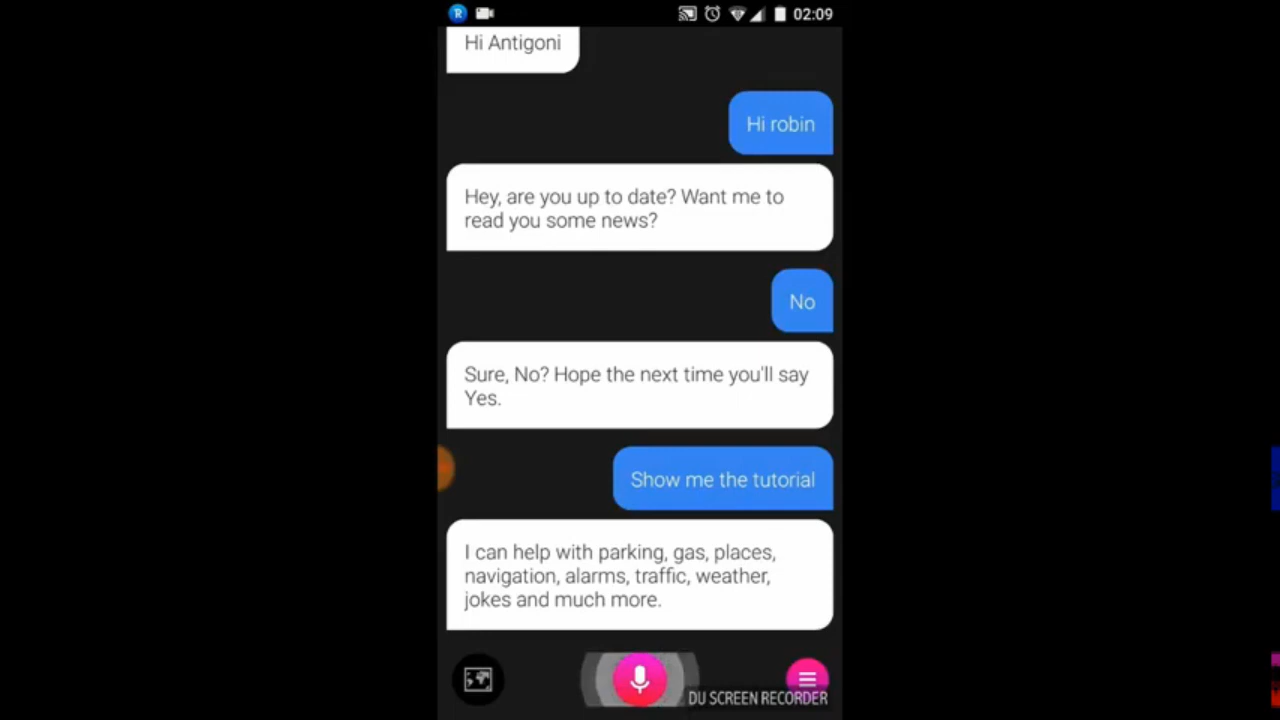 R
02:09
Hi Antigoni
Hi robin
Hey, are you up to date? Want me to
read you some news?
No
Sure, No? Hope the next time you'll say
Yes.
Show me the tutorial
I can help with parking, gas, places,
navigation, alarms, traffic, weather,
jokes and much more.
DU SCREEN RECORDER